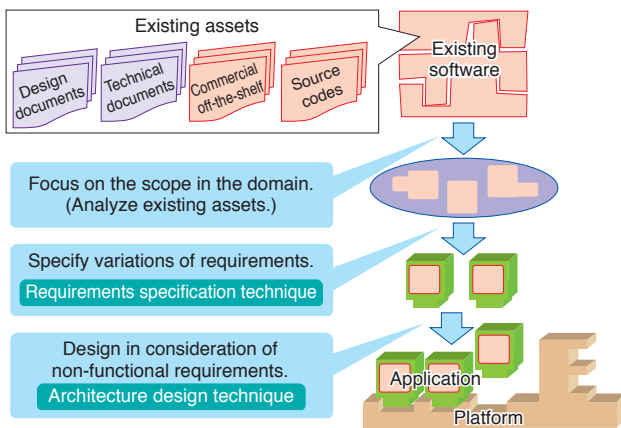 Existing assets
Design
documents
Technical
documents
Commercial
off-the-shelf
Source
codes
Existing
software
Focus on the scope in the domain.
(Analyze existing assets.)
Specify variations of requirements.
Requirements specification technique
Design in consideration of
non-functional requirements.
Architecture design technique
Application
Platform